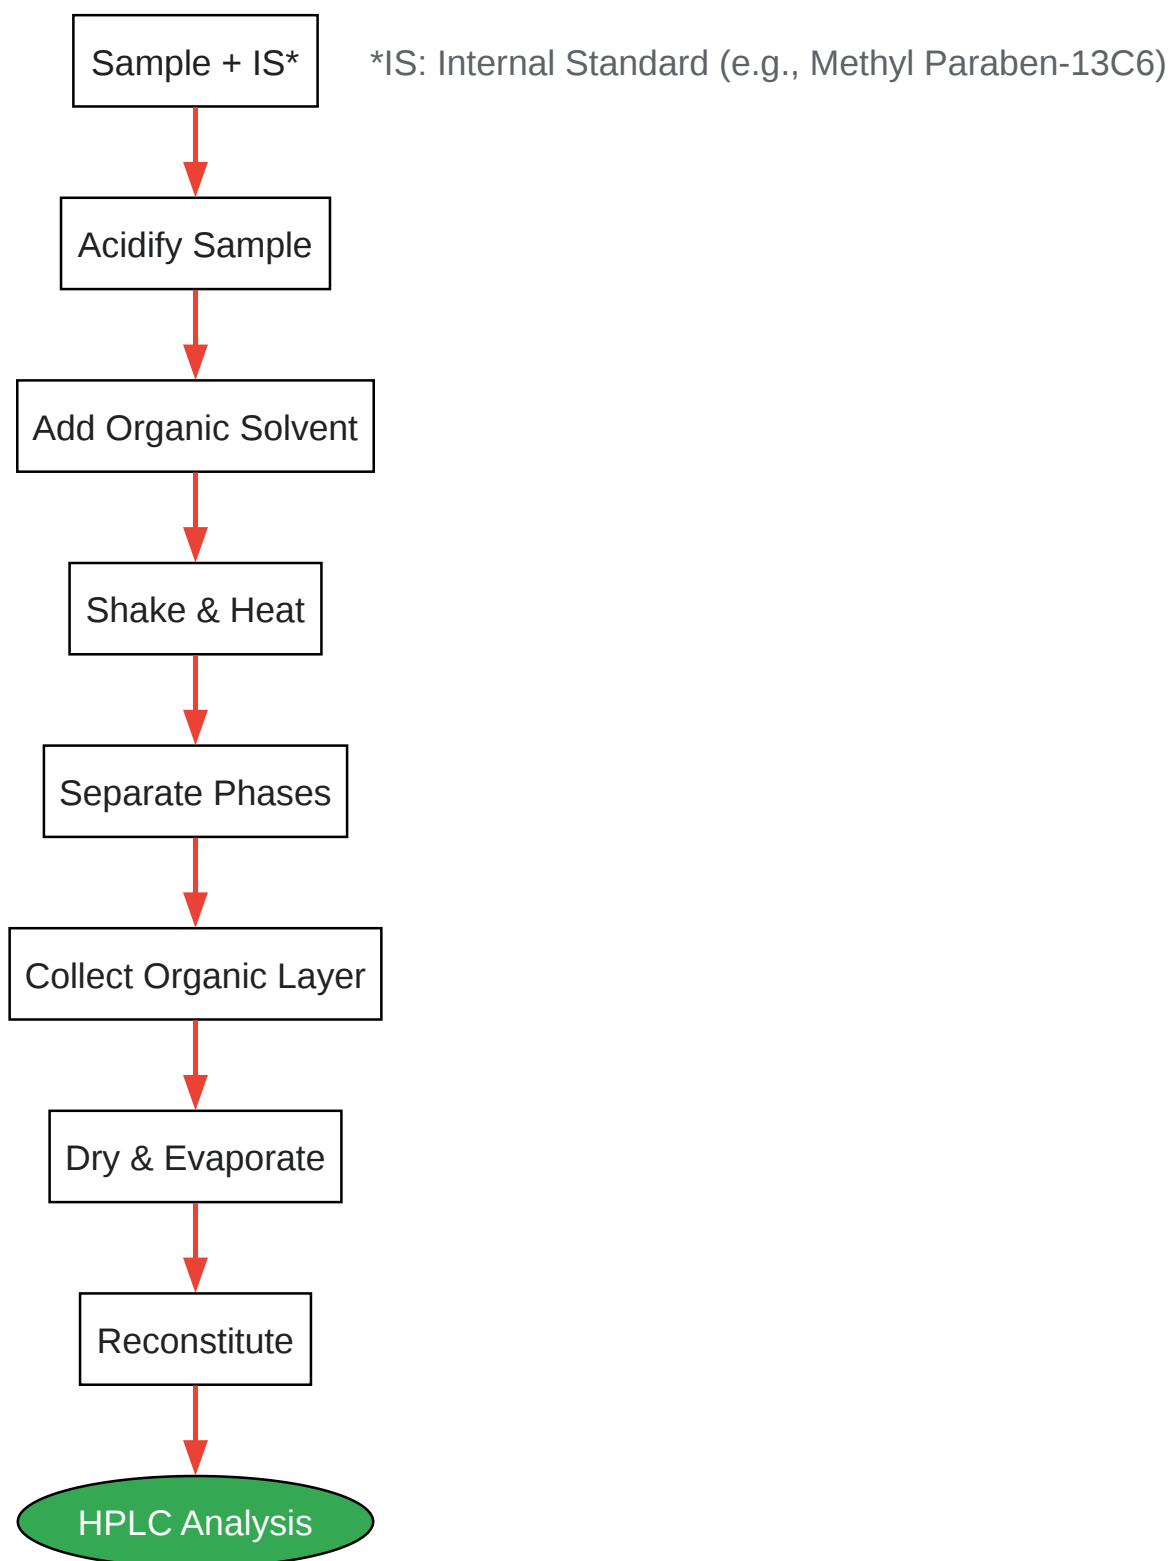 Sample + IS*
*IS: Internal Standard (e.g., Methyl Paraben-13C6)
Acidify Sample
Add Organic Solvent
Shake & Heat
Separate Phases
Collect Organic Layer
Dry & Evaporate
Reconstitute
HPLC Analysis